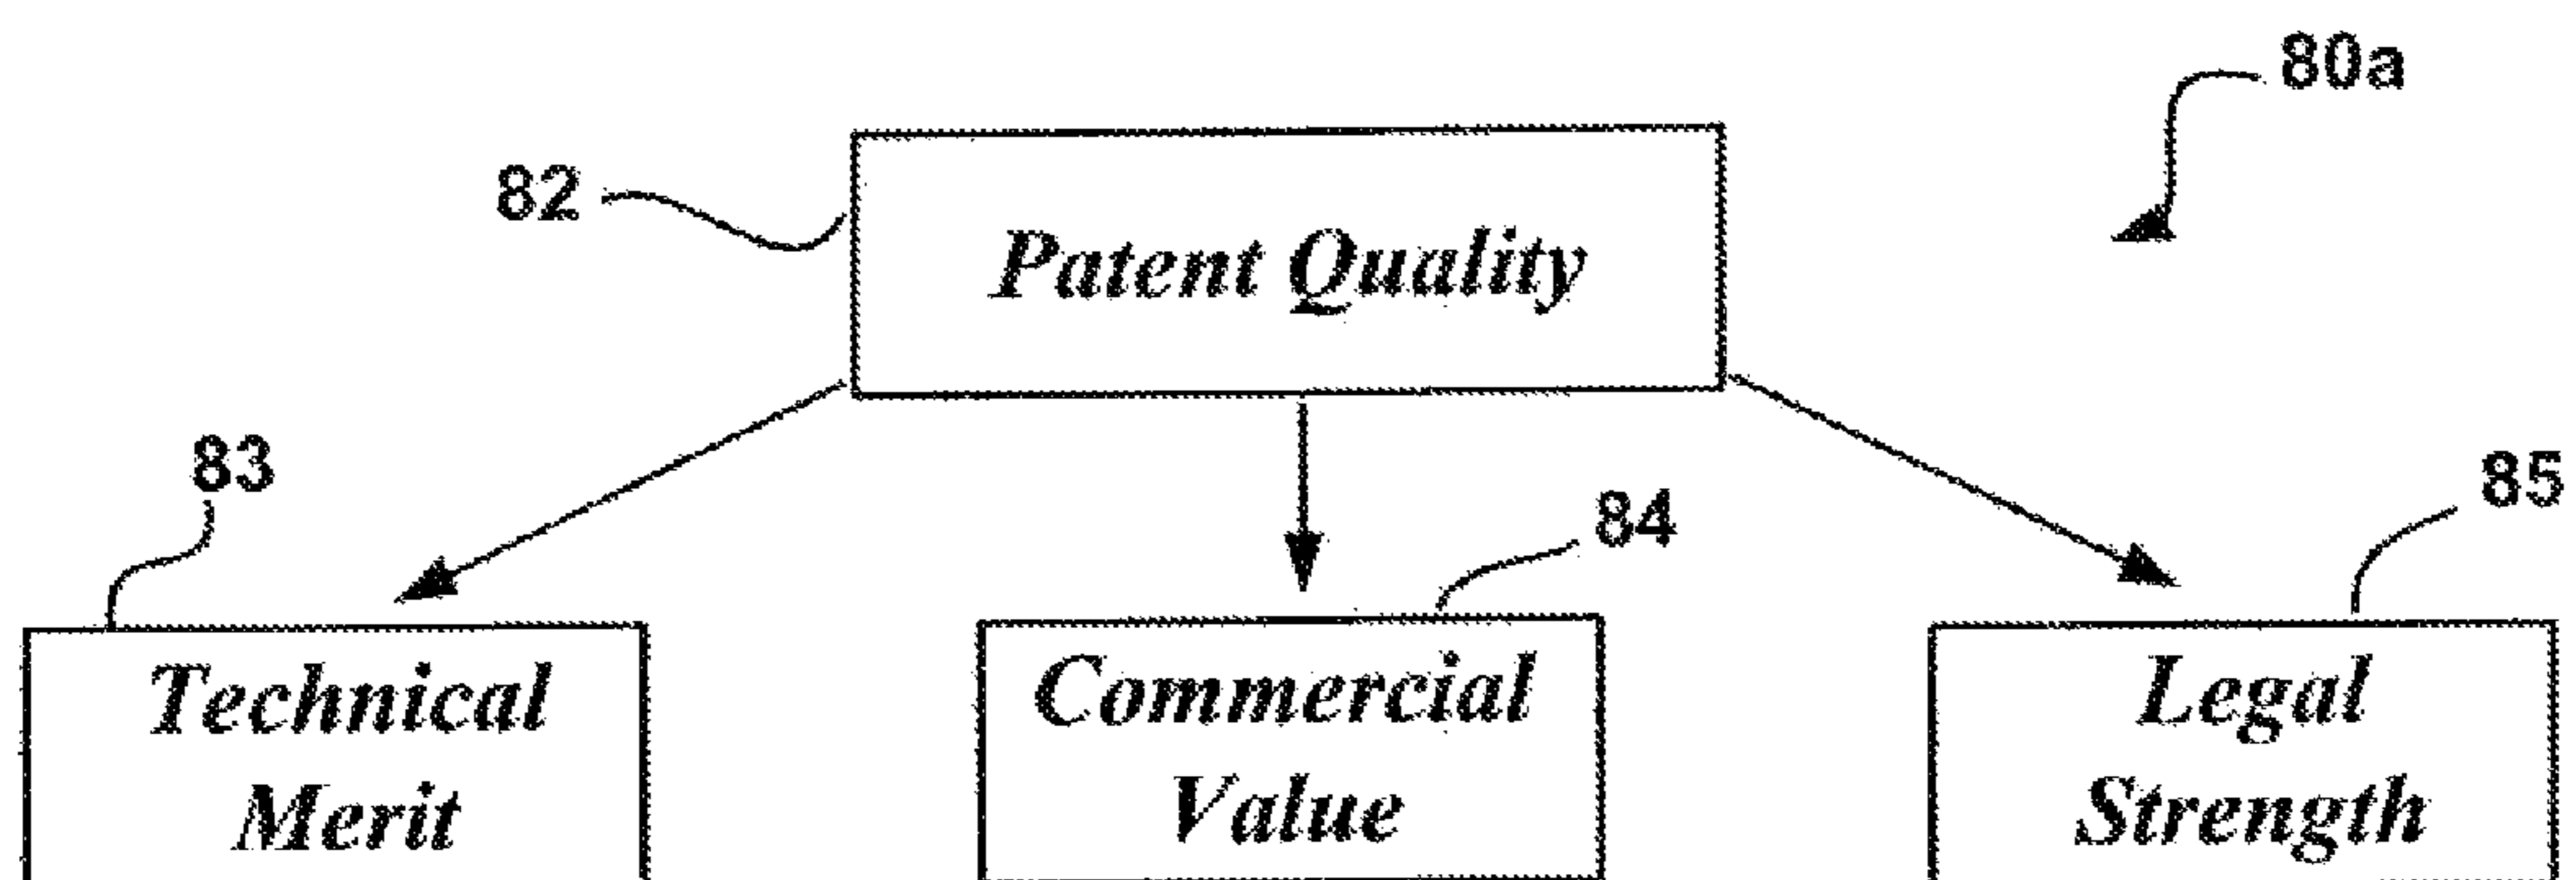 80a
82
Patent Quality
83
84
85
Technical
Merit
Commercial
Value
Legal
Strength